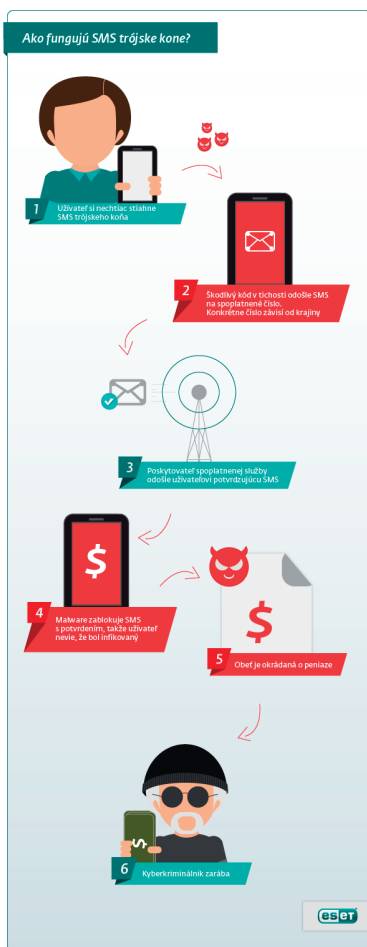 Ako fungujú SMS trójske kone?
1
Užívateľ si nechtiac stiahne
SMS trójskeho koňa
2
Škodlivý kód v tichosti odošle SMS
na spoplatnené číslo.
Konkrétne číslo závisí od krajiny
3
Poskytovateľ spoplatnenej služby
odošle užívateľovi potvrdzujúcu SMS
$
4
Malware zablokuje SMS
s potvrdením, takže užívateľ
nevie, že bol infikovaný
$
5
Obeť je okrádaná o peniaze
$
6
Kyberkriminálnik zarába
eseT